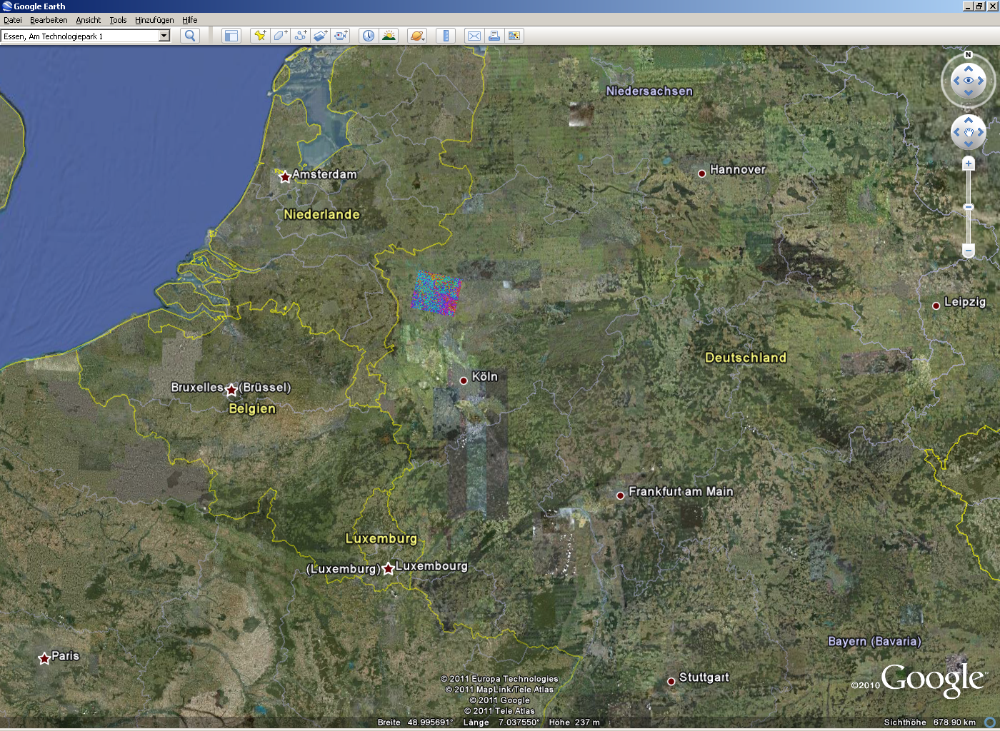 Google Earth
Datei Bearbeiten Ansicht Tools Hinzufügen Hilfe
Essen, Am Technologiepark 1
N
Niedersachsen
Hannover
Amsterdam
Niederlande
Leipzig
Deutschland
Köln
Bruxelles (Brüssel)
Belgien
Frankfurt am Main
Luxemburg
(Luxemburg) Luxembourg
Bayern (Bavaria)
Paris
Stuttgart
© 2011 Europa Technologies
© 2011 MapLink/Tele Atlas
© 2011 Google
© 2011 Tele Atlas
©2010 Google™
Breite 48.995691° Länge 7.037550° Höhe 237 m
Sichthöhe 678.90 km